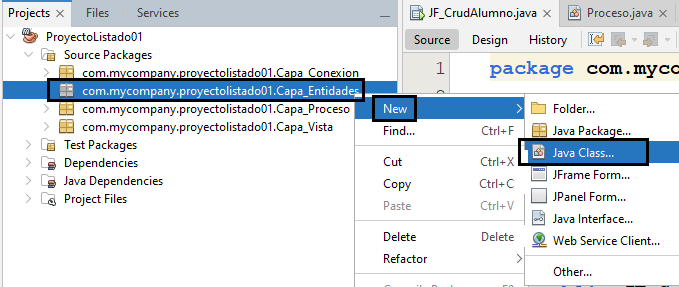 Projects × Files Services
ProyectoListado01
Source Packages
com.mycompany.proyectolistado01.Capa_Conexion
com.mycompany.proyectolistado01.Capa_Entidades
com.mycompany.proyectolistado01.Capa_Proceso
com.mycompany.proyectolistado01.Capa_Vista
Test Packages
Dependencies
Java Dependencies
Project Files
New
Find... Ctrl+F
Cut Ctrl+X
Copy Ctrl+C
Paste Ctrl+V
Delete Delete
Refactor
JF_CrudAlumno.java × Proceso.java ×
Source Design History
1 package com.myco
Folder...
Java Package...
Java Class...
JFrame Form...
JPanel Form...
Java Interface...
Web Service Client...
Other...